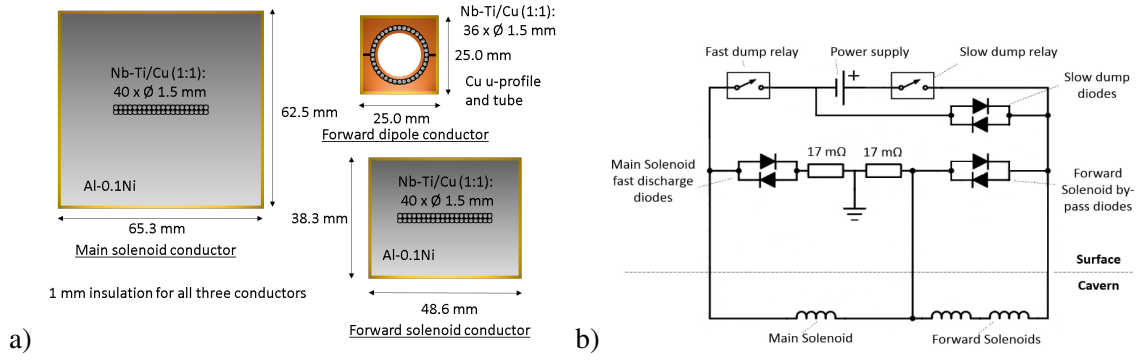 Nb-Ti/Cu (1:1):
40 x Ø 1.5 mm
Al-0.1Ni
62.5 mm
65.3 mm
Main solenoid conductor
Nb-Ti/Cu (1:1):
36 x Ø 1.5 mm
25.0 mm
Cu u-profile
and tube
25.0 mm
Forward dipole conductor
Nb-Ti/Cu (1:1):
40 x Ø 1.5 mm
38.3 mm
Al-0.1Ni
48.6 mm
Forward solenoid conductor
1 mm insulation for all three conductors
a)
Fast dump relay
Power supply
Slow dump relay
+
Slow dump
diodes
17 mΩ
17 mΩ
Main Solenoid
fast discharge
diodes
Forward
Solenoid by-
pass diodes
Surface
Cavern
Main Solenoid
Forward Solenoids
b)